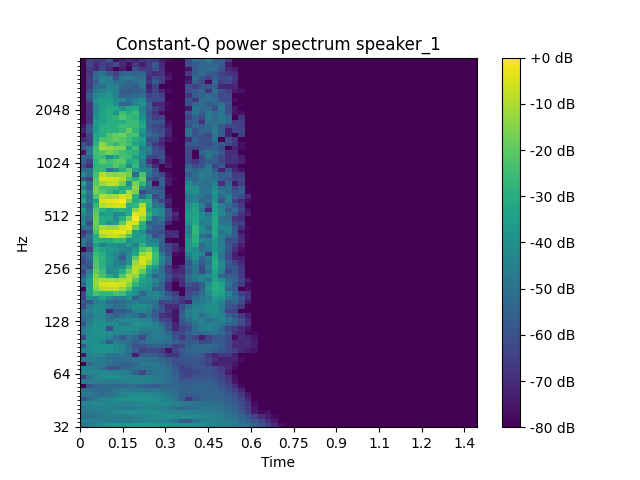 Constant-Q power spectrum speaker_1
Hz
2048
1024
512
256
128
64
32
0 0.15 0.3 0.45 0.6 0.75 0.9 1.1 1.2 1.4
Time
+0 dB
-10 dB
-20 dB
-30 dB
-40 dB
-50 dB
-60 dB
-70 dB
-80 dB